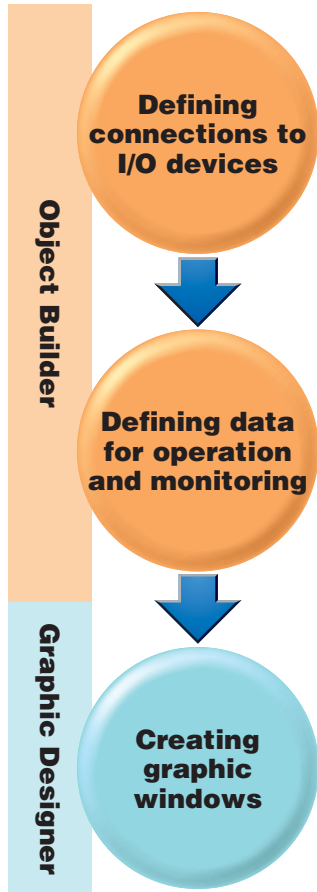 Defining
connections to
I/O devices
Object Builder
Defining data
for operation
and monitoring
Graphic Designer
Creating
graphic
windows